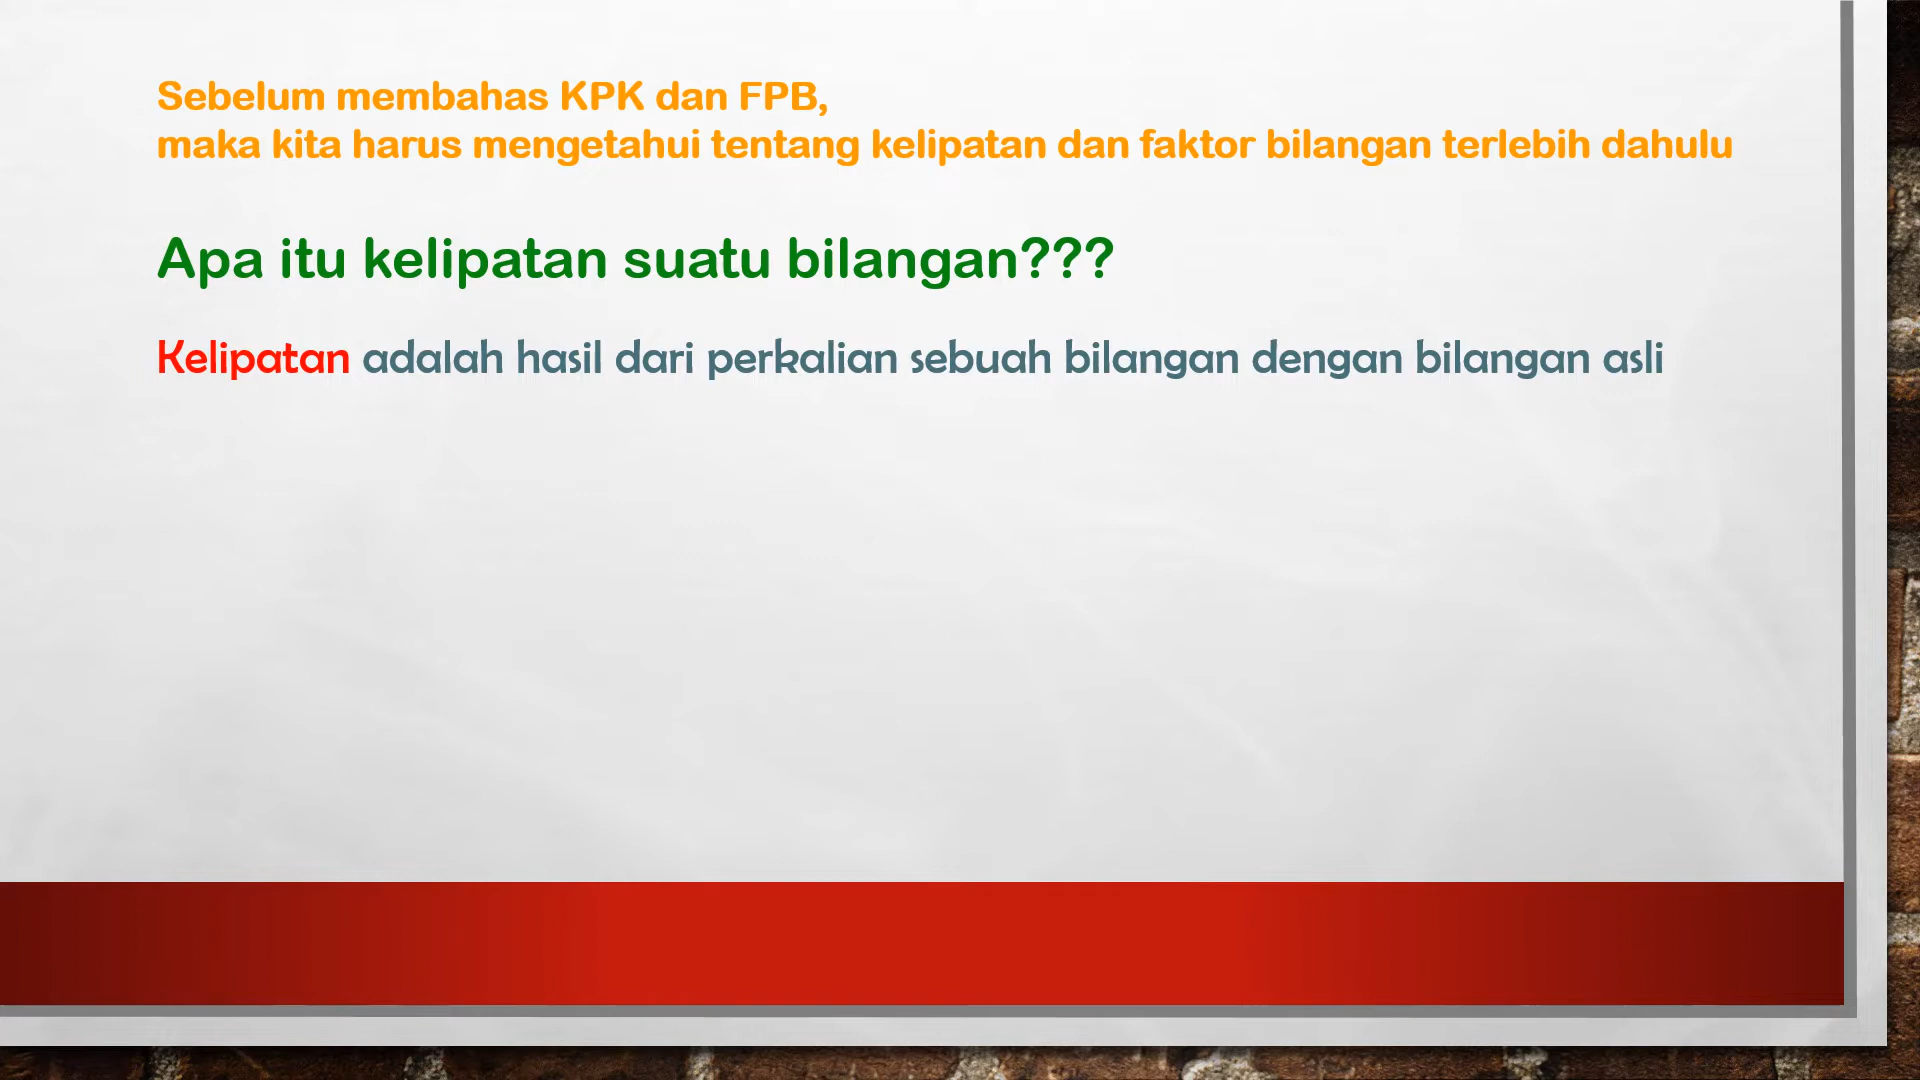 Sebelum membahas KPK dan FPB,
maka kita harus mengetahui tentang kelipatan dan faktor bilangan terlebih dahulu
Apa itu kelipatan suatu bilangan???
Kelipatan adalah hasil dari perkalian sebuah bilangan dengan bilangan asli